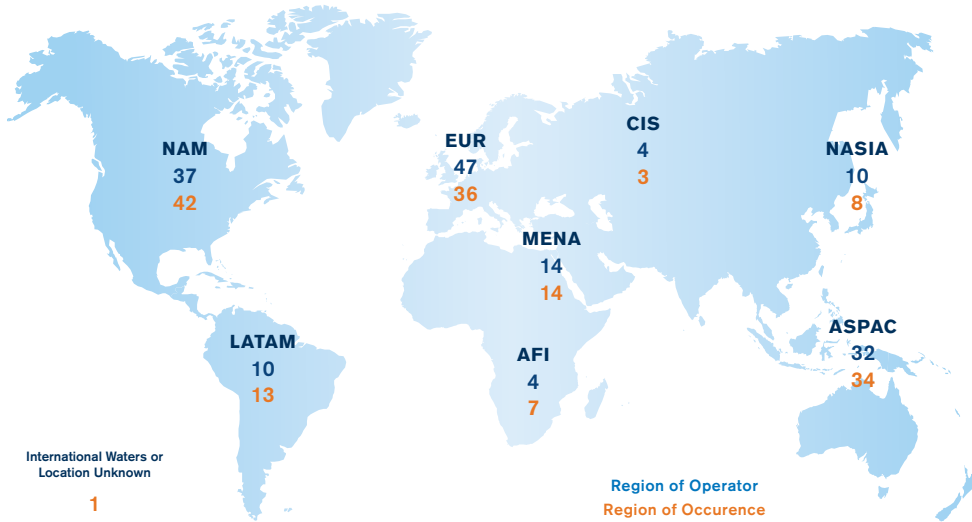 NAM
37
42
EUR
47
36
CIS
4
3
NASIA
10
8
MENA
14
14
LATAM
10
13
AFI
4
7
ASPAC
32
34
International Waters or
Location Unknown
1
Region of Operator
Region of Occurence